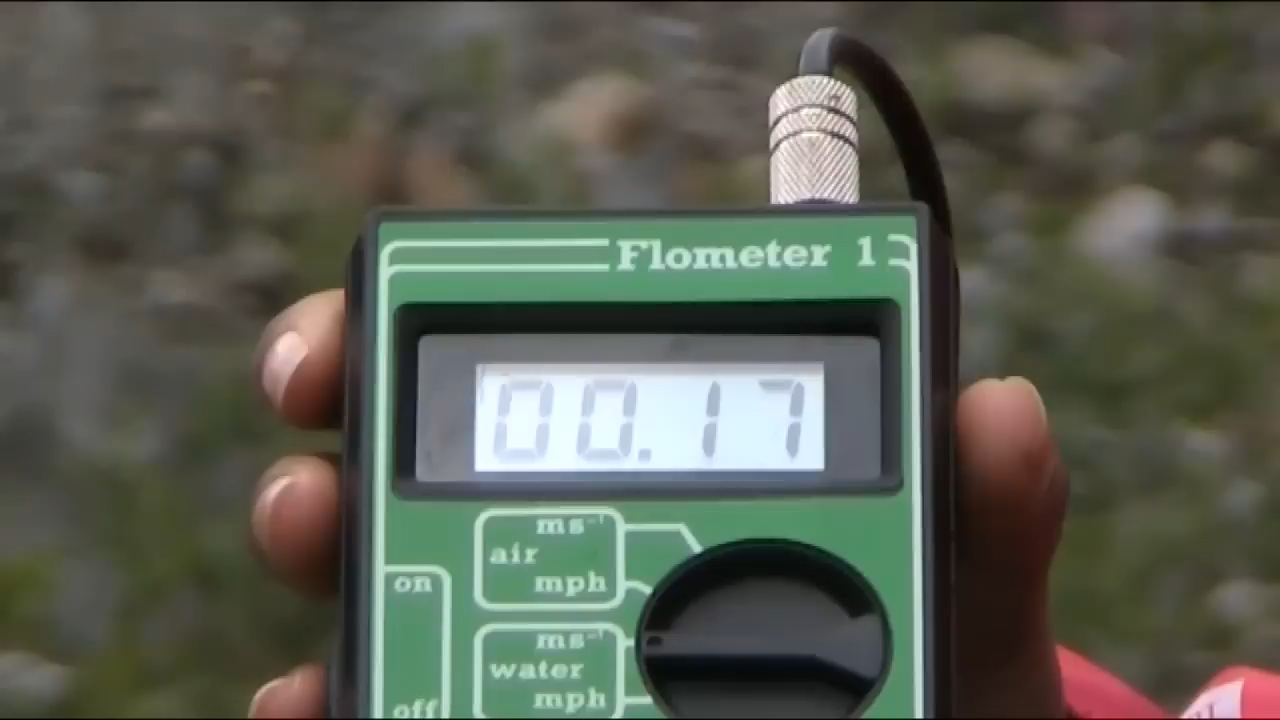 Flometer 1
00.17
ms⁻¹
air
mph
on
ms⁻¹
water
mph
off